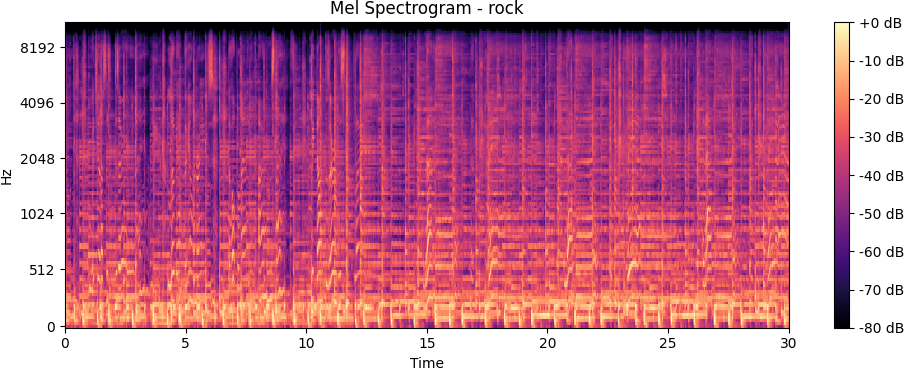 Mel Spectrogram - rock
Hz
8192
4096
2048
1024
512
0
0 5 10 15 20 25 30
Time
+0 dB
-10 dB
-20 dB
-30 dB
-40 dB
-50 dB
-60 dB
-70 dB
-80 dB